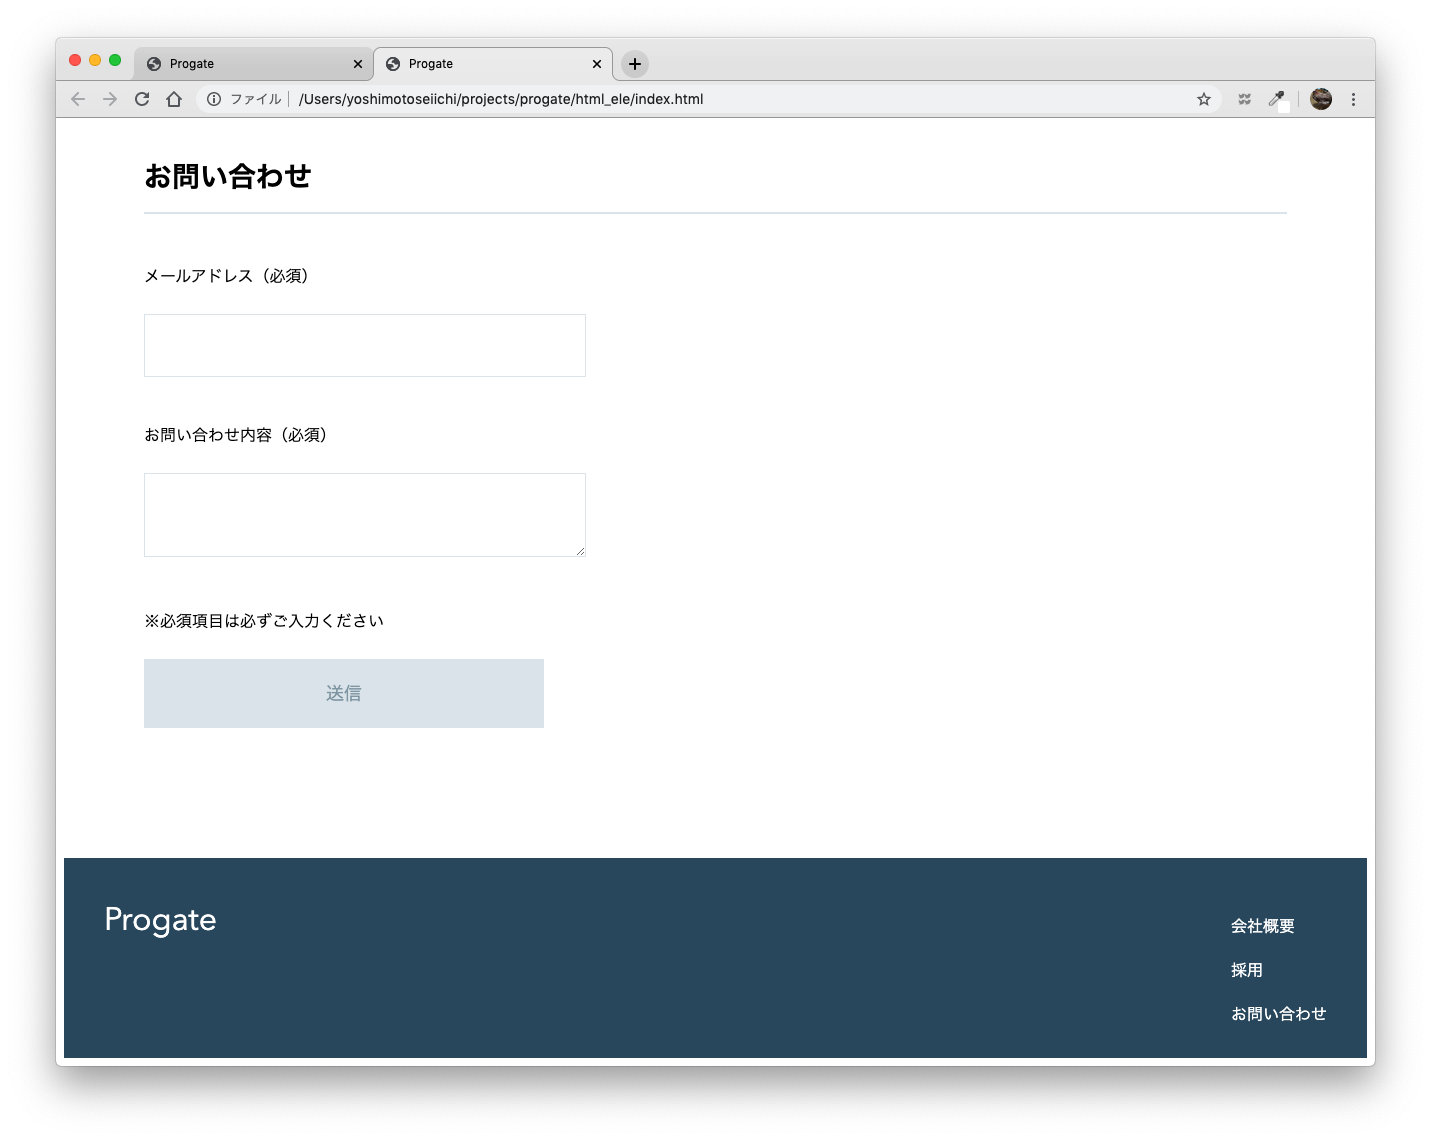 Progate
Progate
ファイル /Users/yoshimotoseiichi/projects/progate/html_ele/index.html
お問い合わせ
メールアドレス（必須）
お問い合わせ内容（必須）
※必須項目は必ずご入力ください
送信
Progate
会社概要
採用
お問い合わせ